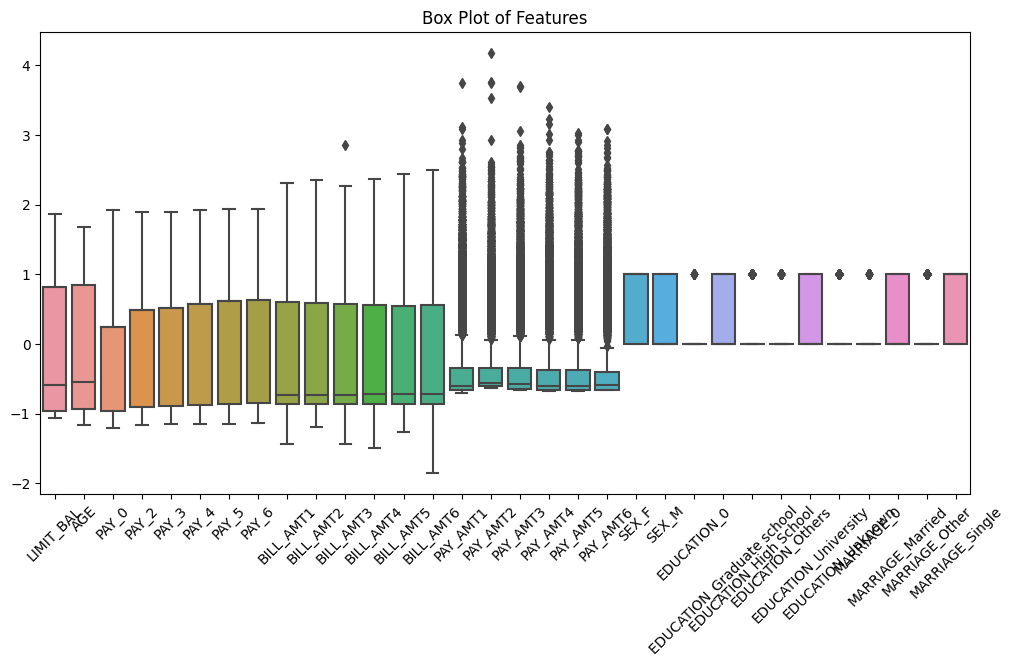 Box Plot of Features
4
3
2
1
0
−1
−2
LIMIT_BAL
AGE
PAY_0
PAY_2
PAY_3
PAY_4
PAY_5
PAY_6
BILL_AMT1
BILL_AMT2
BILL_AMT3
BILL_AMT4
BILL_AMT5
BILL_AMT6
PAY_AMT1
PAY_AMT2
PAY_AMT3
PAY_AMT4
PAY_AMT5
PAY_AMT6
SEX_F
SEX_M
EDUCATION_0
EDUCATION_Graduate school
EDUCATION_High School
EDUCATION_Others
EDUCATION_University
EDUCATION_Unknown
MARRIAGE_0
MARRIAGE_Married
MARRIAGE_Other
MARRIAGE_Single